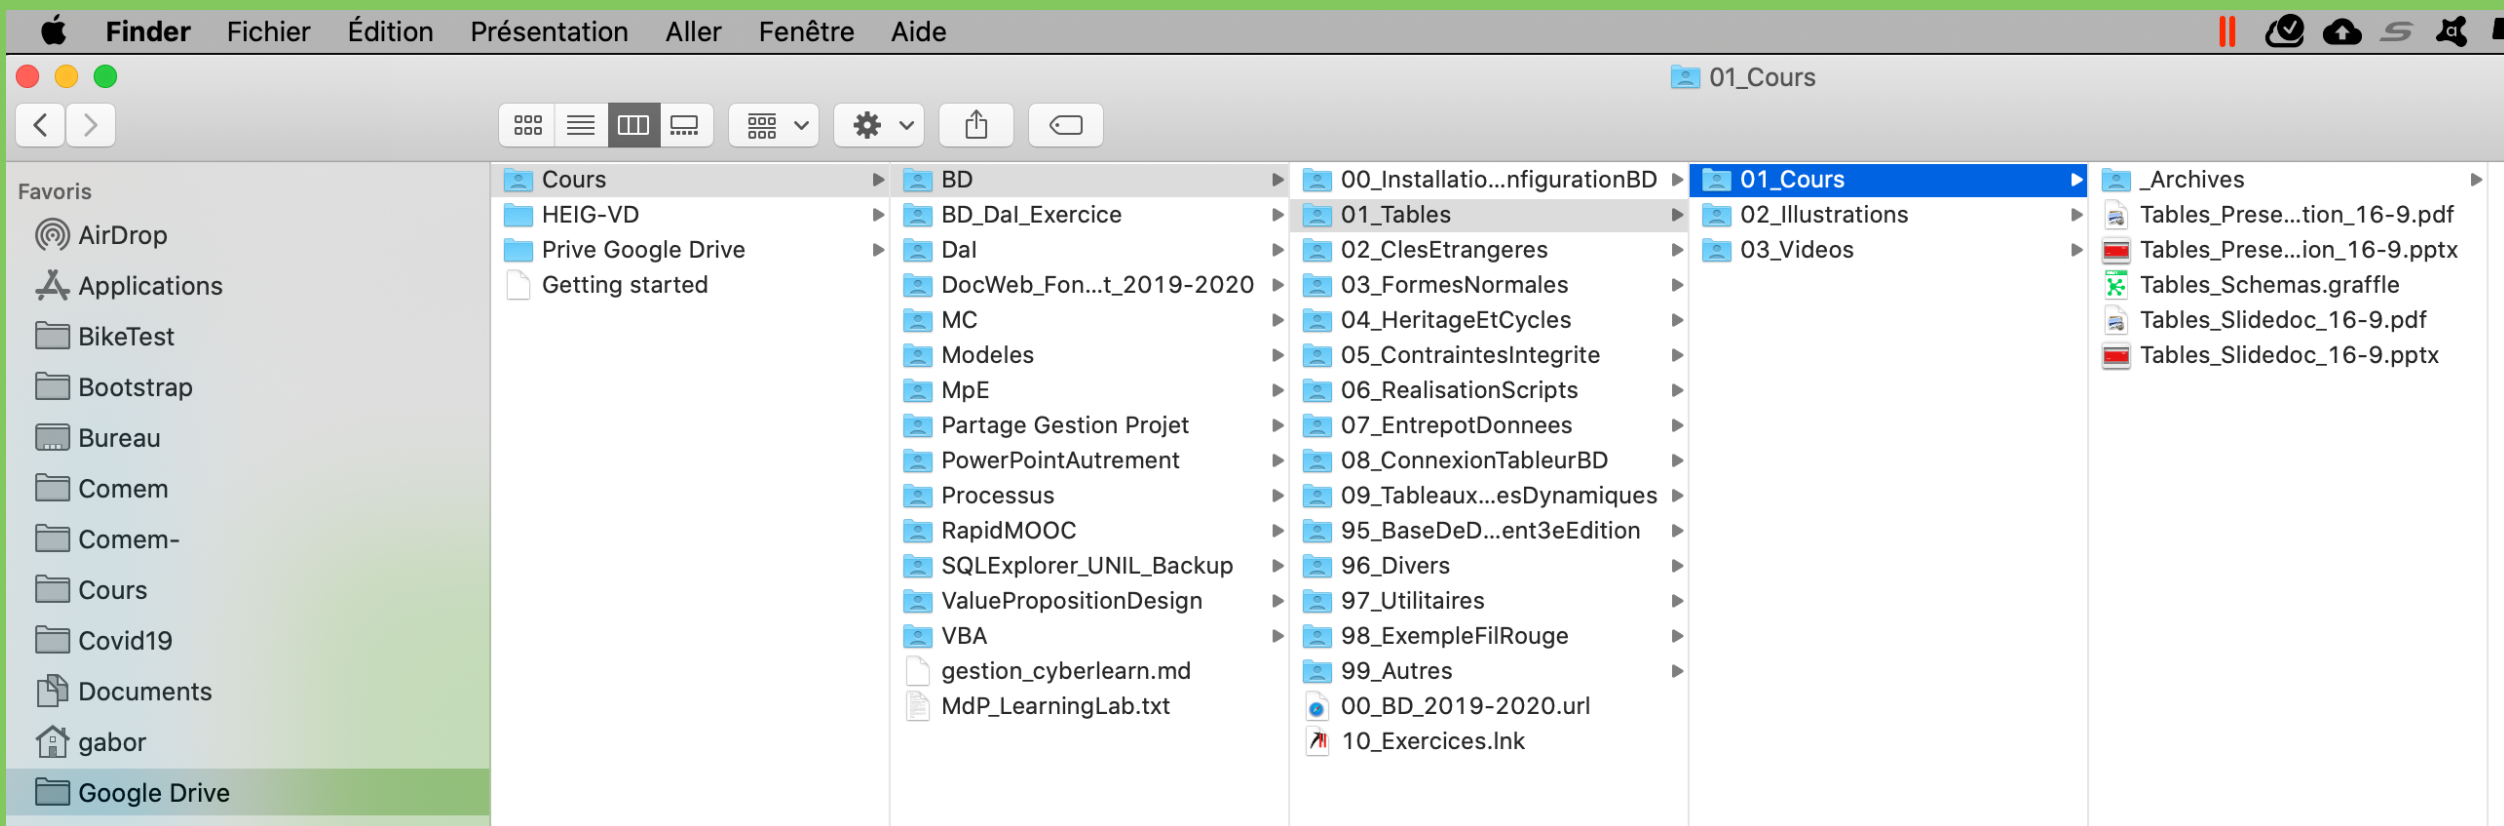 Finder Fichier Édition Présentation Aller Fenêtre Aide
01_Cours
Favoris
AirDrop
Applications
BikeTest
Bootstrap
Bureau
Comem
Comem-
Cours
Covid19
Documents
gabor
Google Drive
Cours
HEIG-VD
Prive Google Drive
Getting started
BD
BD_Dal_Exercice
Dal
DocWeb_Fon...t_2019-2020
MC
Modeles
MpE
Partage Gestion Projet
PowerPointAutrement
Processus
RapidMOOC
SQLExplorer_UNIL_Backup
ValuePropositionDesign
VBA
gestion_cyberlearn.md
MdP_LearningLab.txt
00_Installatio...nfigurationBD
01_Tables
02_ClesEtrangeres
03_FormesNormales
04_HeritageEtCycles
05_ContraintesIntegrite
06_RealisationScripts
07_EntrepotDonnees
08_ConnexionTableurBD
09_Tableaux...esDynamiques
95_BaseDeD...ent3eEdition
96_Divers
97_Utilitaires
98_ExempleFilRouge
99_Autres
00_BD_2019-2020.url
10_Exercices.lnk
01_Cours
02_Illustrations
03_Videos
_Archives
Tables_Prese...tion_16-9.pdf
Tables_Prese...ion_16-9.pptx
Tables_Schemas.graffle
Tables_Slidedoc_16-9.pdf
Tables_Slidedoc_16-9.pptx